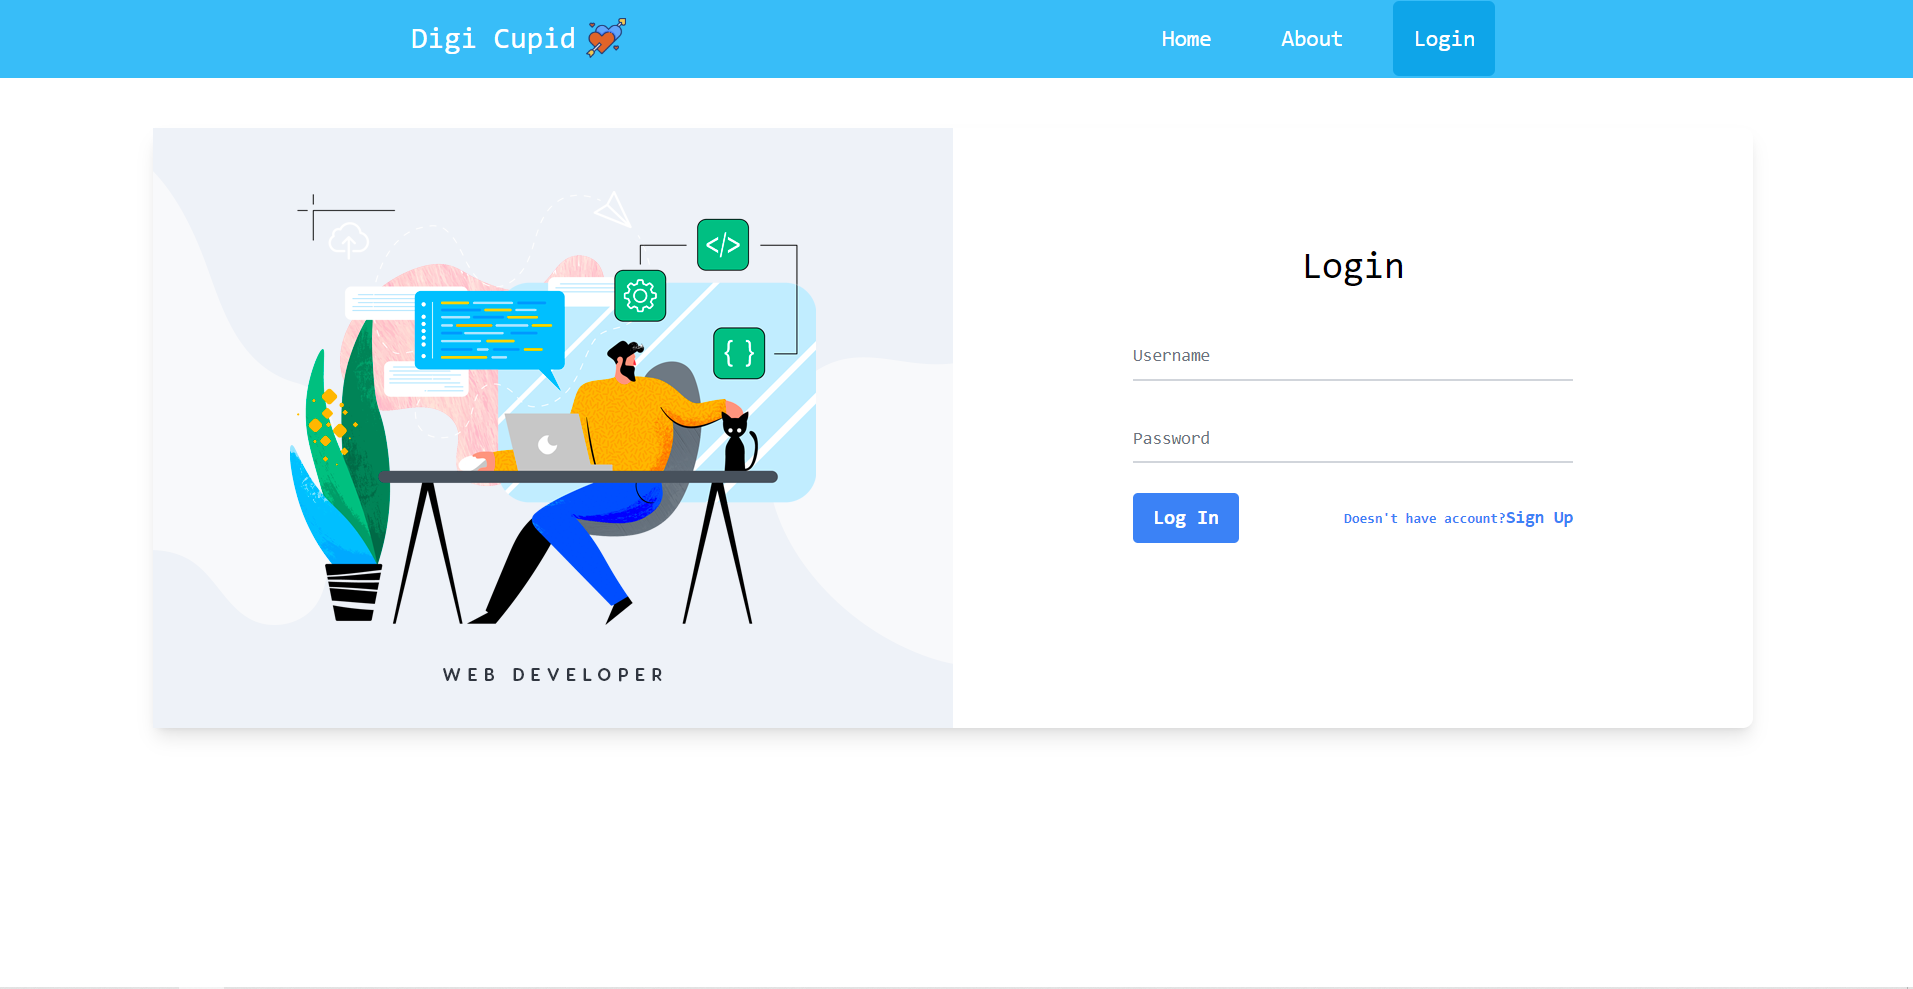 Digi Cupid
Home About Login
</>
{ }
WEB DEVELOPER
Login
Username
Password
Log In
Doesn't have account?Sign Up